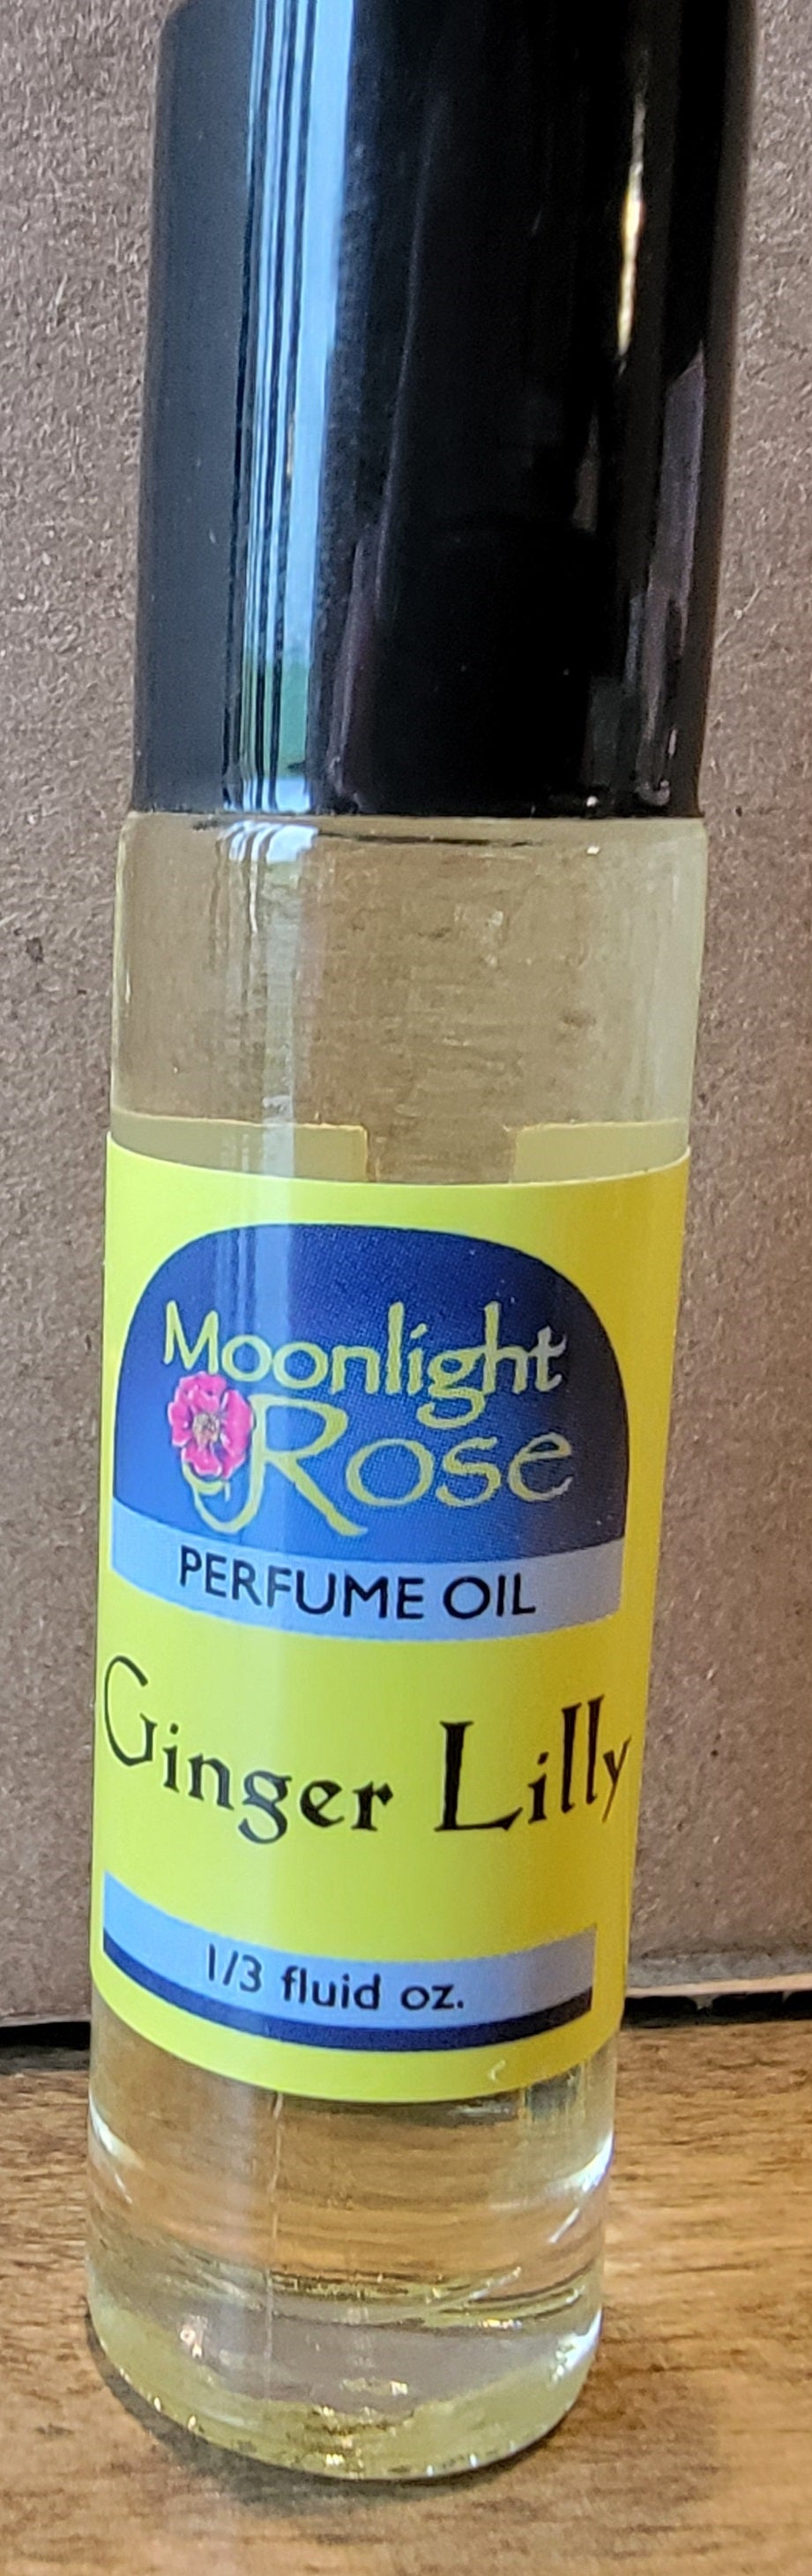 Moonlight
Rose
PERFUME OIL
Ginger Lilly
1/3 fluid oz.